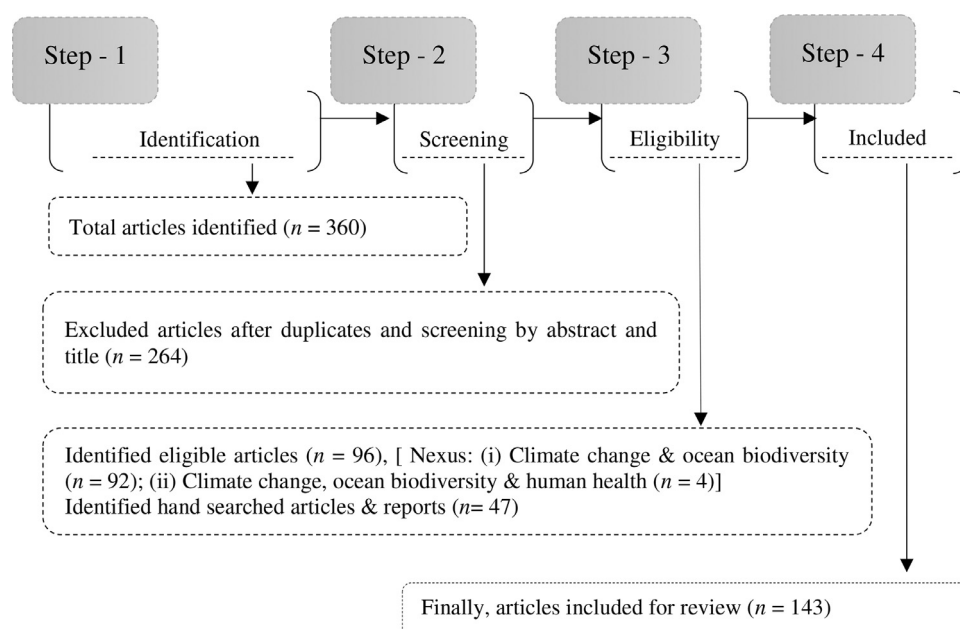 Step - 1
Step - 2
Step - 3
Step - 4
Identification
Screening
Eligibility
Included
Total articles identified (n = 360)
Excluded articles after duplicates and screening by abstract and
title (n = 264)
Identified eligible articles (n = 96), [ Nexus: (i) Climate change & ocean biodiversity
(n = 92); (ii) Climate change, ocean biodiversity & human health (n = 4)]
Identified hand searched articles & reports (n= 47)
Finally, articles included for review (n = 143)